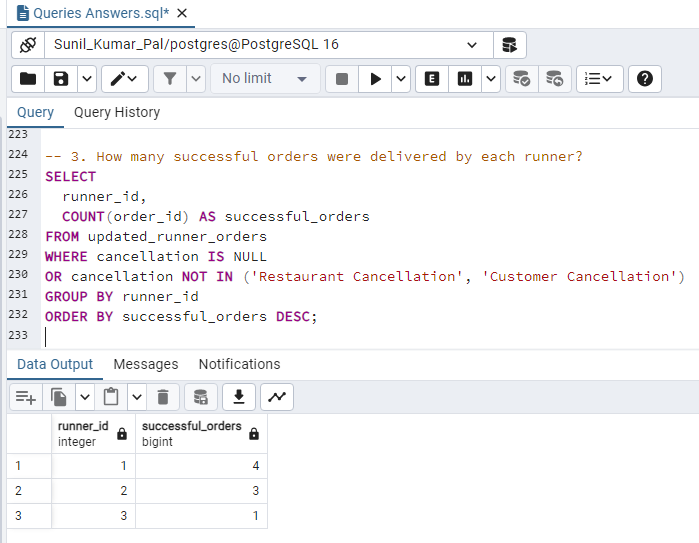 Queries Answers.sql*
Sunil_Kumar_Pal/postgres@PostgreSQL 16
No limit
E
Query Query History
223
224 -- 3. How many successful orders were delivered by each runner?
225 SELECT
226 runner_id,
227 COUNT(order_id) AS successful_orders
228 FROM updated_runner_orders
229 WHERE cancellation IS NULL
230 OR cancellation NOT IN ('Restaurant Cancellation', 'Customer Cancellation')
231 GROUP BY runner_id
232 ORDER BY successful_orders DESC;
233
Data Output Messages Notifications
runner_id successful_orders
integer bigint
1 1 4
2 2 3
3 3 1